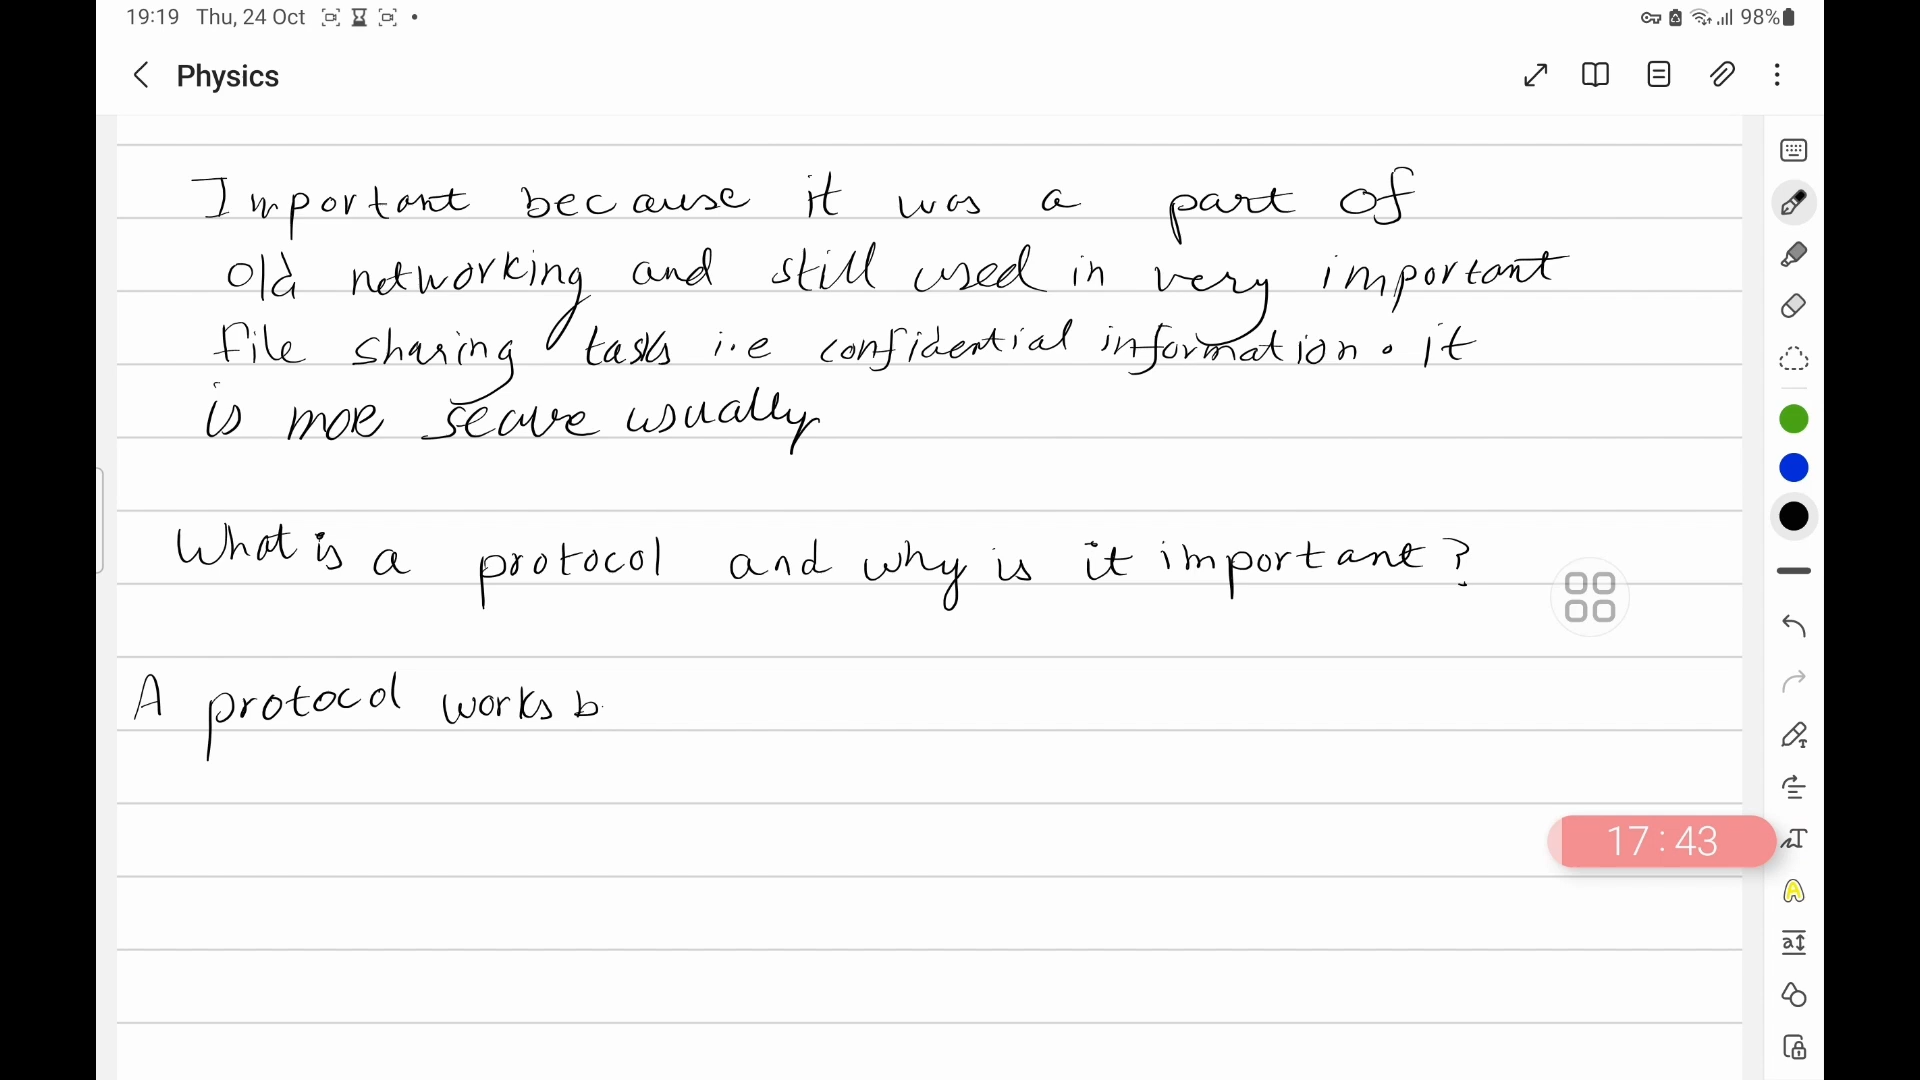 19:19 Thu, 24 Oct 98%
Physics
Important because it was a part of
old networking and still used in very important
file sharing tasks i.e confidential information. it
is more secure usually
What is a protocol and why is it important?
A protocol works b
17:43